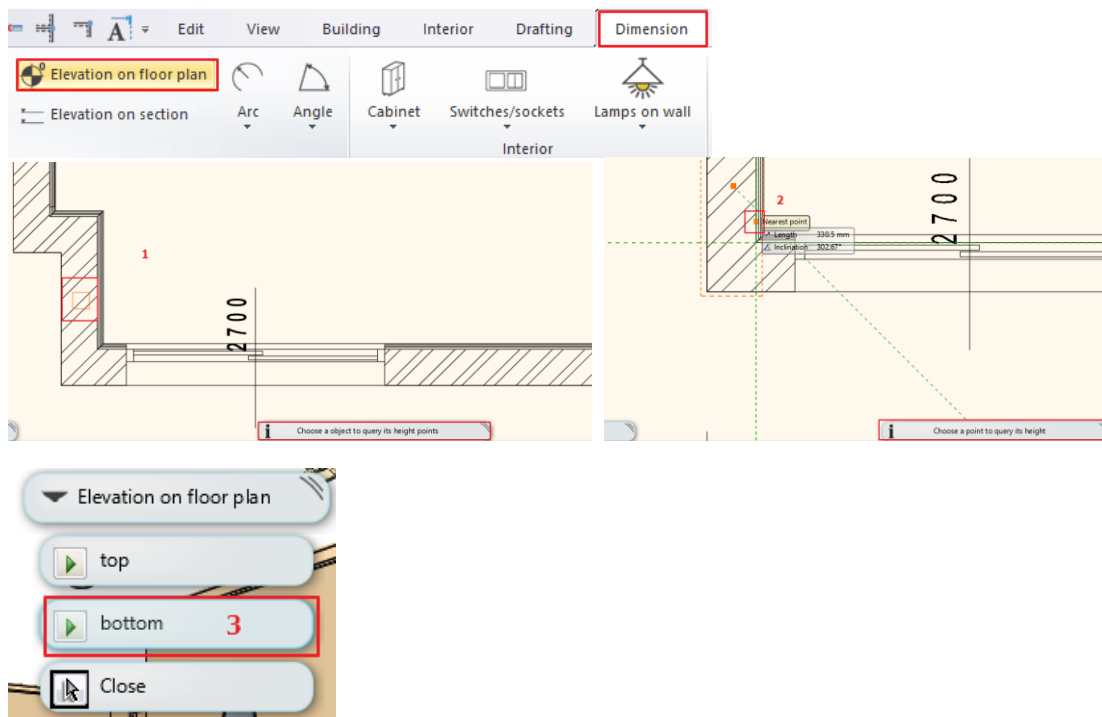 A
Edit View Building Interior Drafting Dimension
Elevation on floor plan
Elevation on section
Arc Angle Cabinet Switches/sockets Lamps on wall
Interior
1
2700
i Choose a object to query its height points
2
2700
Nearest point
Length 330.5 mm
Inclination 302.67°
i Choose a point to query its height
Elevation on floor plan
top
bottom 3
Close